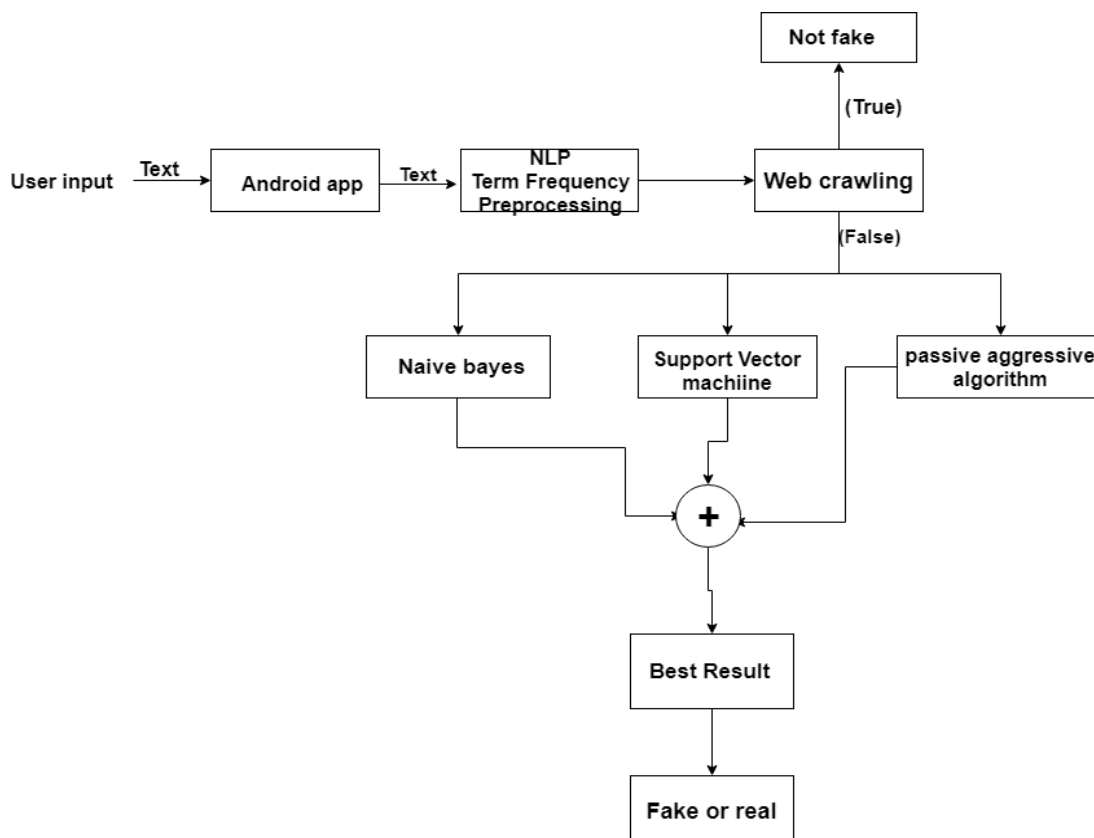 Not fake
(True)
User input
Text
Android app
Text
NLP
Term Frequency
Preprocessing
Web crawling
(False)
Naive bayes
Support Vector
machiine
passive aggressive
algorithm
+
Best Result
Fake or real